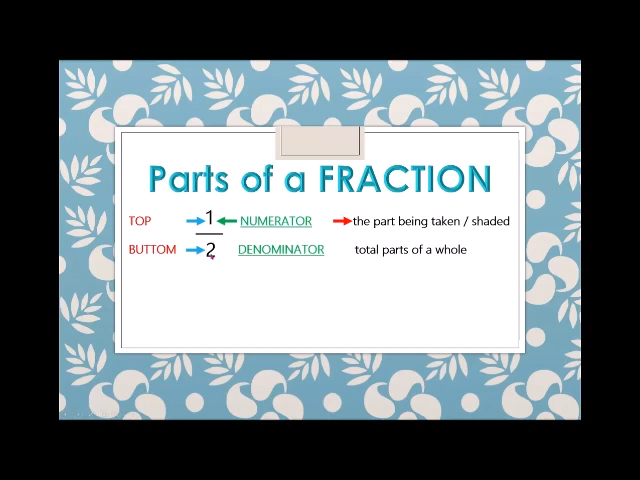 Parts of a FRACTION
TOP 1 NUMERATOR the part being taken / shaded
BUTTOM 2 DENOMINATOR total parts of a whole